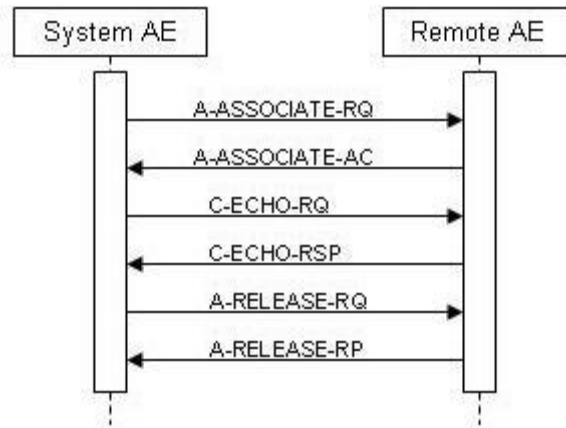 System AE
Remote AE
A-ASSOCIATE-RQ
A-ASSOCIATE-AC
C-ECHO-RQ
C-ECHO-RSP
A-RELEASE-RQ
A-RELEASE-RP